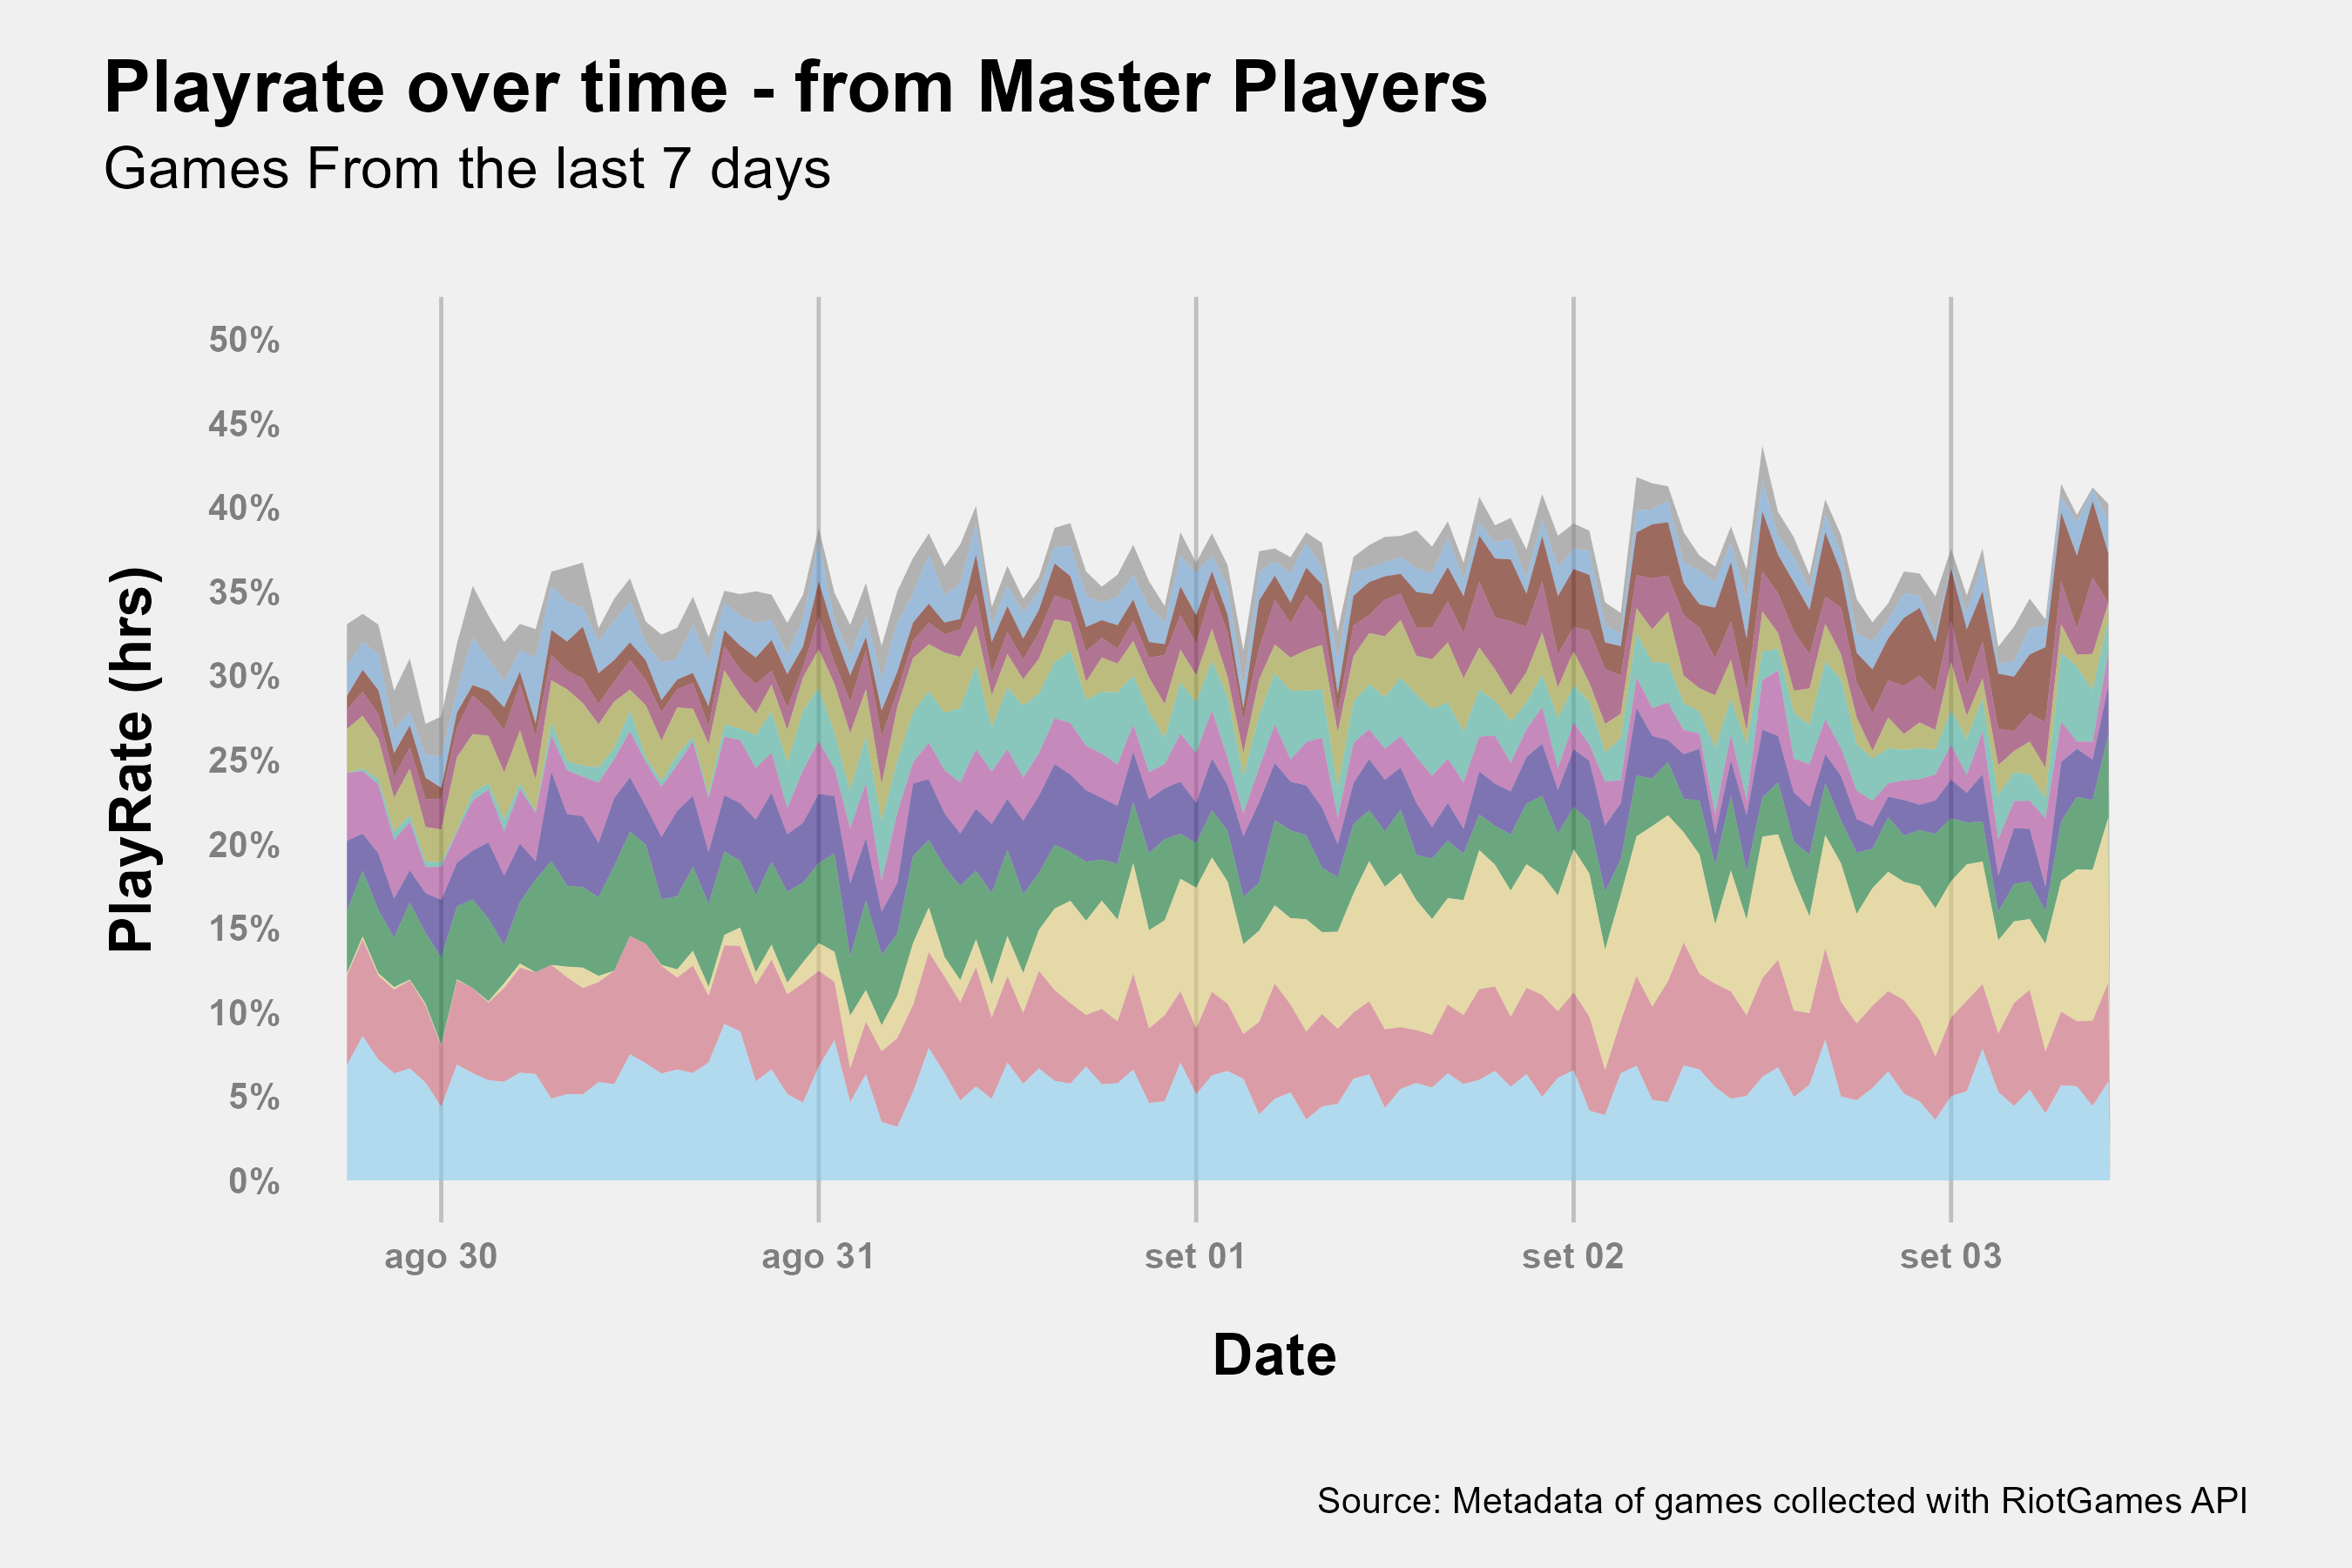 Playrate over time - from Master Players
Games From the last 7 days
PlayRate (hrs)
50%
45%
40%
35%
30%
25%
20%
15%
10%
5%
0%
ago 30
ago 31
set 01
set 02
set 03
Date
Source: Metadata of games collected with RiotGames API